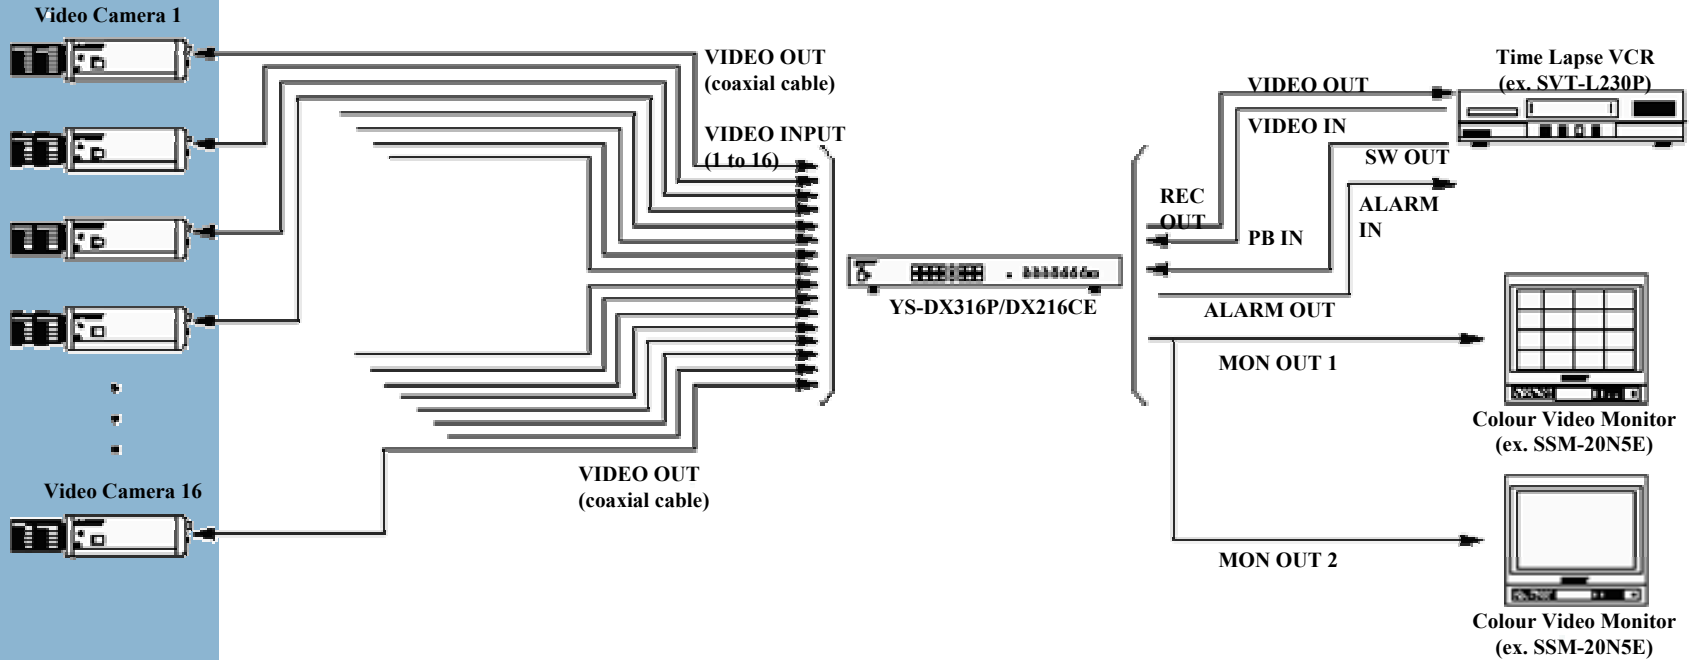 Video Camera 1
VIDEO OUT
(coaxial cable)
VIDEO INPUT
(1 to 16)
Video Camera 16
VIDEO OUT
(coaxial cable)
YS-DX316P/DX216CE
Time Lapse VCR
(ex. SVT-L230P)
VIDEO OUT
VIDEO IN
SW OUT
REC
OUT
ALARM
IN
PB IN
ALARM OUT
MON OUT 1
Colour Video Monitor
(ex. SSM-20N5E)
MON OUT 2
Colour Video Monitor
(ex. SSM-20N5E)